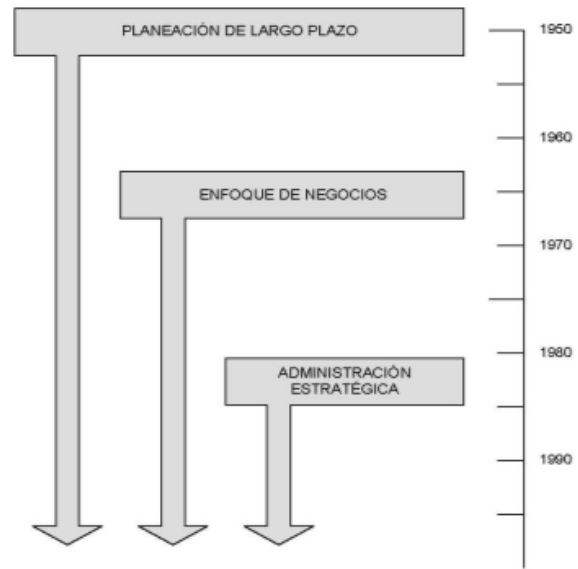 PLANEACIÓN DE LARGO PLAZO
1950
1960
ENFOQUE DE NEGOCIOS
1970
1980
ADMINISTRACIÓN
ESTRATÉGICA
1990